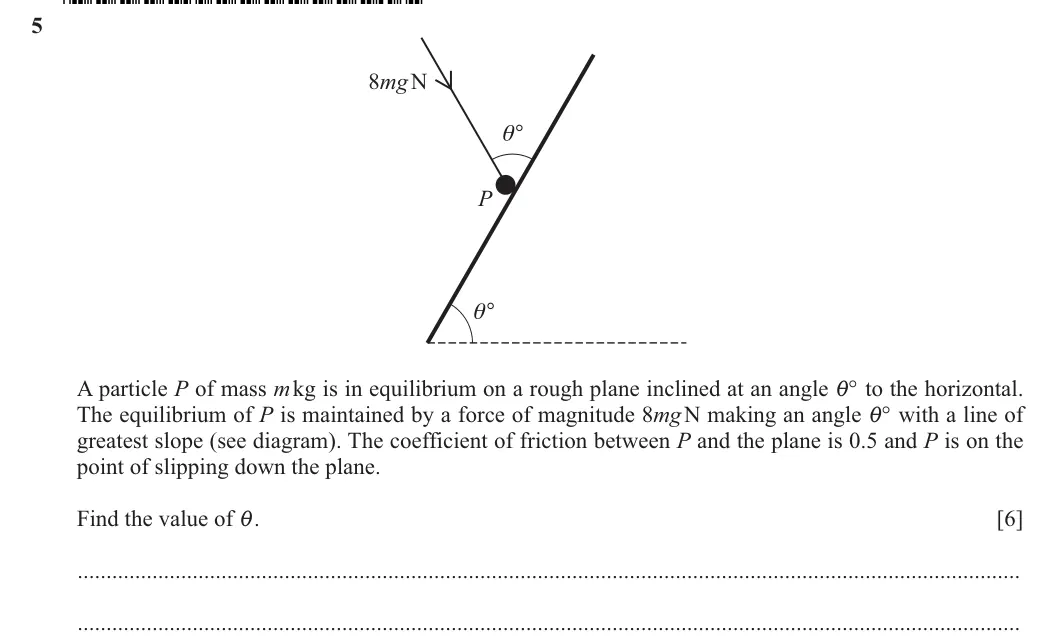 5
8mg N
θ°
P
θ°
A particle P of mass m kg is in equilibrium on a rough plane inclined at an angle θ° to the horizontal.
The equilibrium of P is maintained by a force of magnitude 8mg N making an angle θ° with a line of
greatest slope (see diagram). The coefficient of friction between P and the plane is 0.5 and P is on the
point of slipping down the plane.
Find the value of θ. [6]